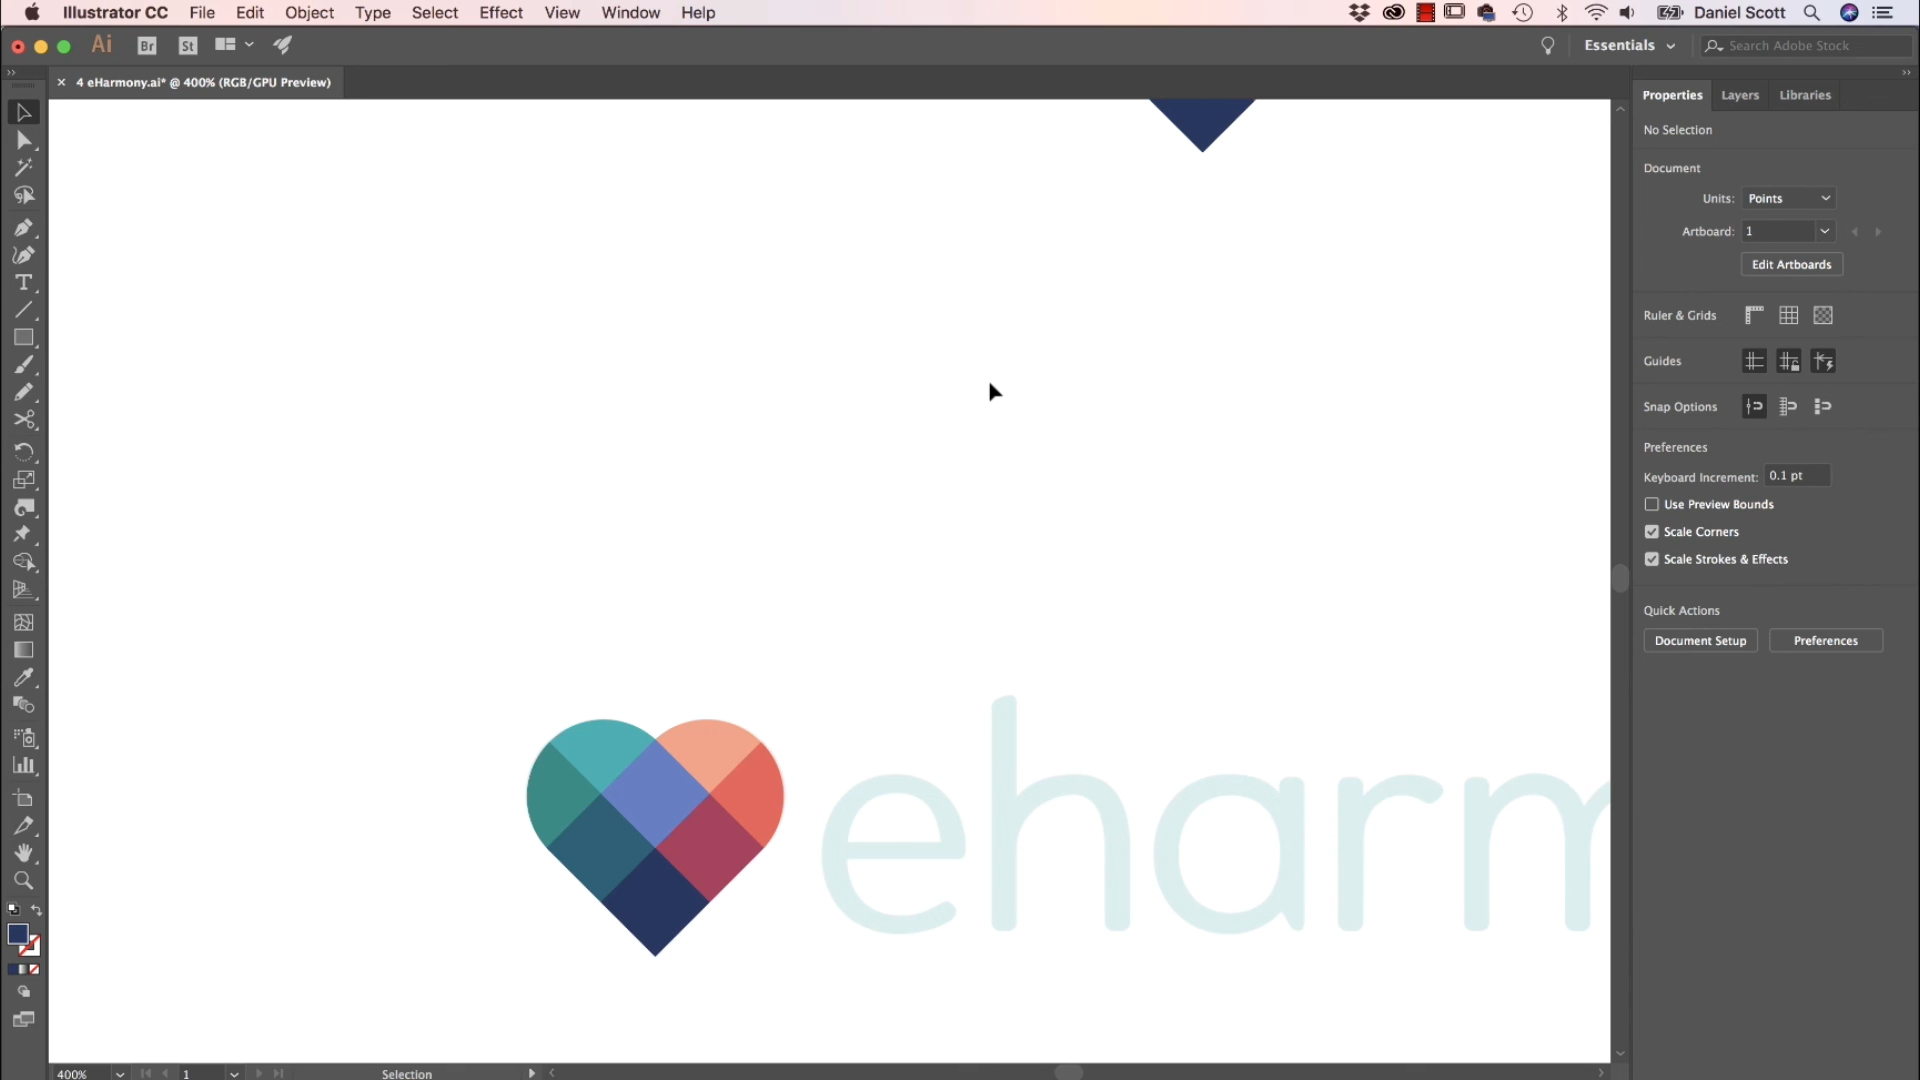 Illustrator CC File Edit Object Type Select Effect View Window Help Daniel Scott
Ai Br St Essentials Search Adobe Stock
4 eHarmony.ai* @ 400% (RGB/GPU Preview)
Properties Layers Libraries
No Selection
Document
Units: Points
Artboard: 1
Edit Artboards
Ruler & Grids
Guides
Snap Options
Preferences
Keyboard Increment: 0.1 pt
Use Preview Bounds
Scale Corners
Scale Strokes & Effects
Quick Actions
Document Setup Preferences
eharm
400% 1 Selection